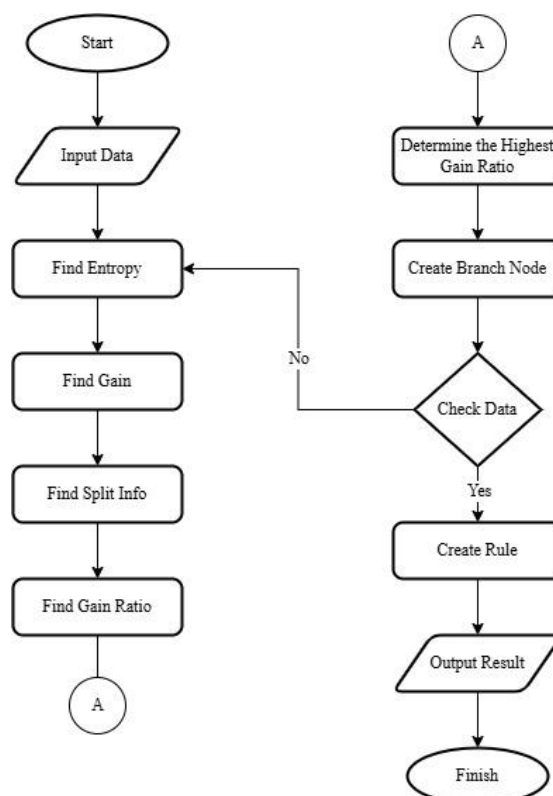 Start
Input Data
Find Entropy
Find Gain
Find Split Info
Find Gain Ratio
A
A
Determine the Highest
Gain Ratio
Create Branch Node
Check Data
No
Yes
Create Rule
Output Result
Finish